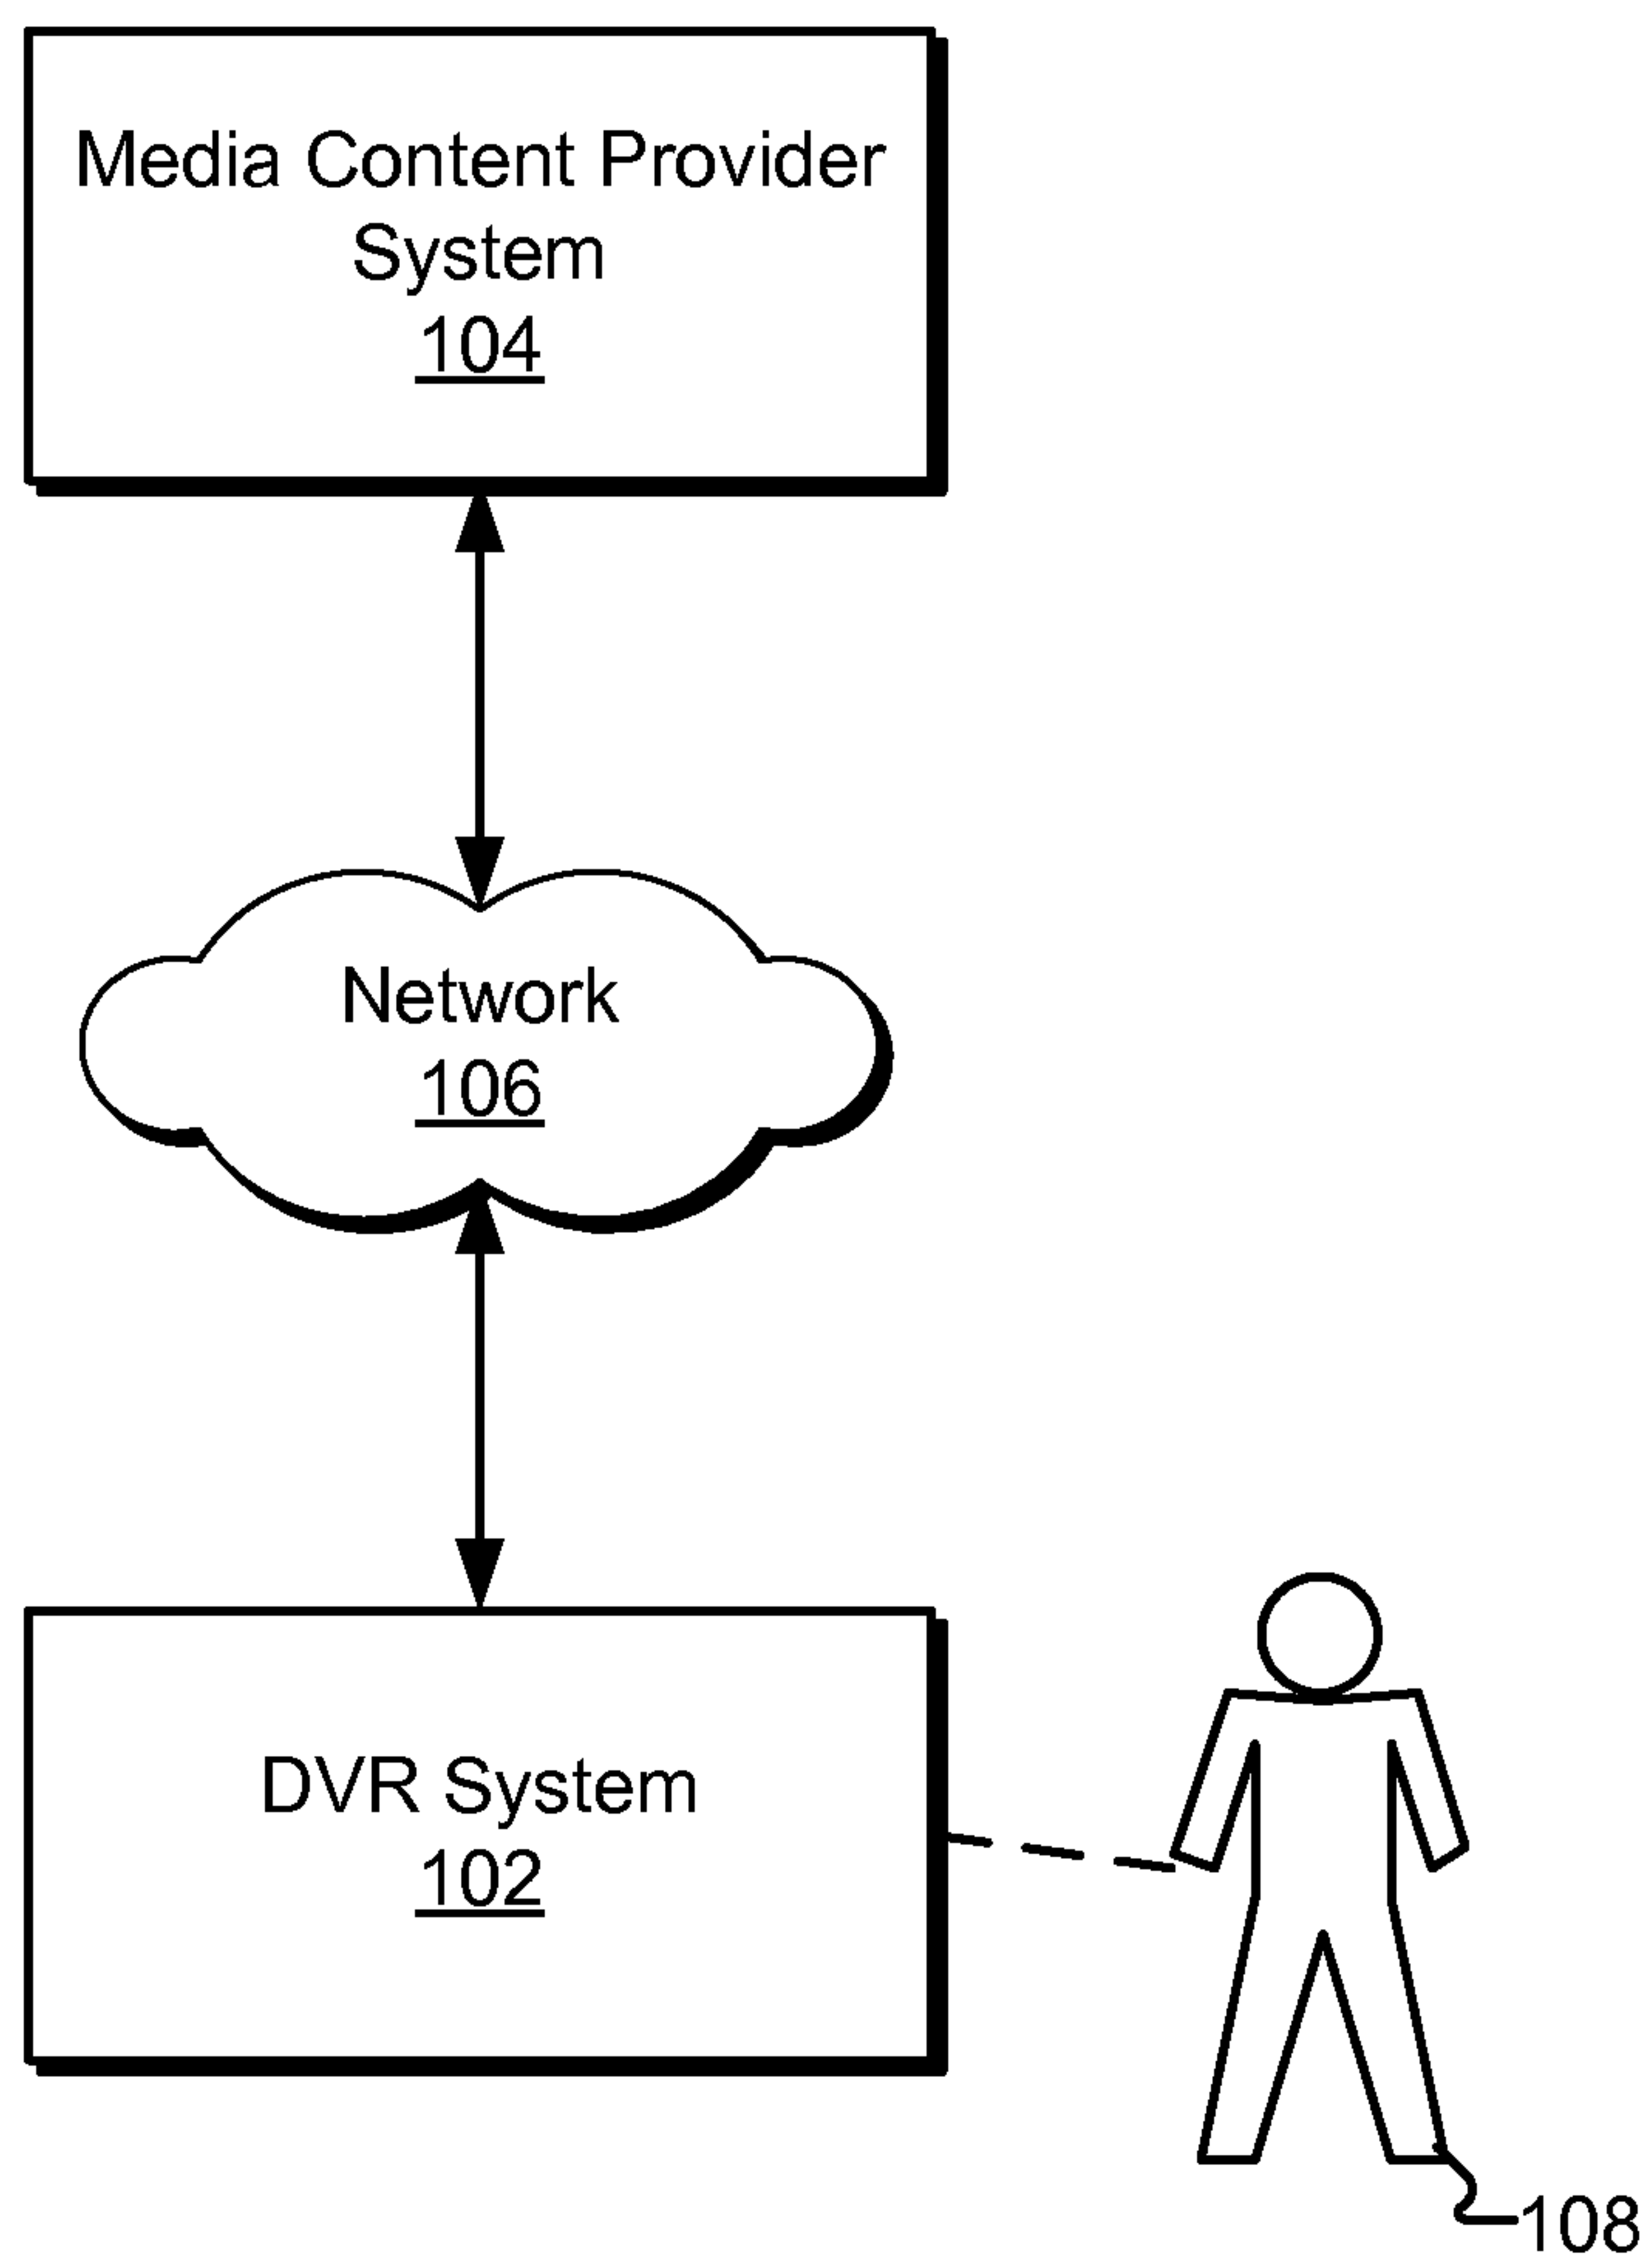 Media Content Provider
System
104
Network
106
DVR System
102
108